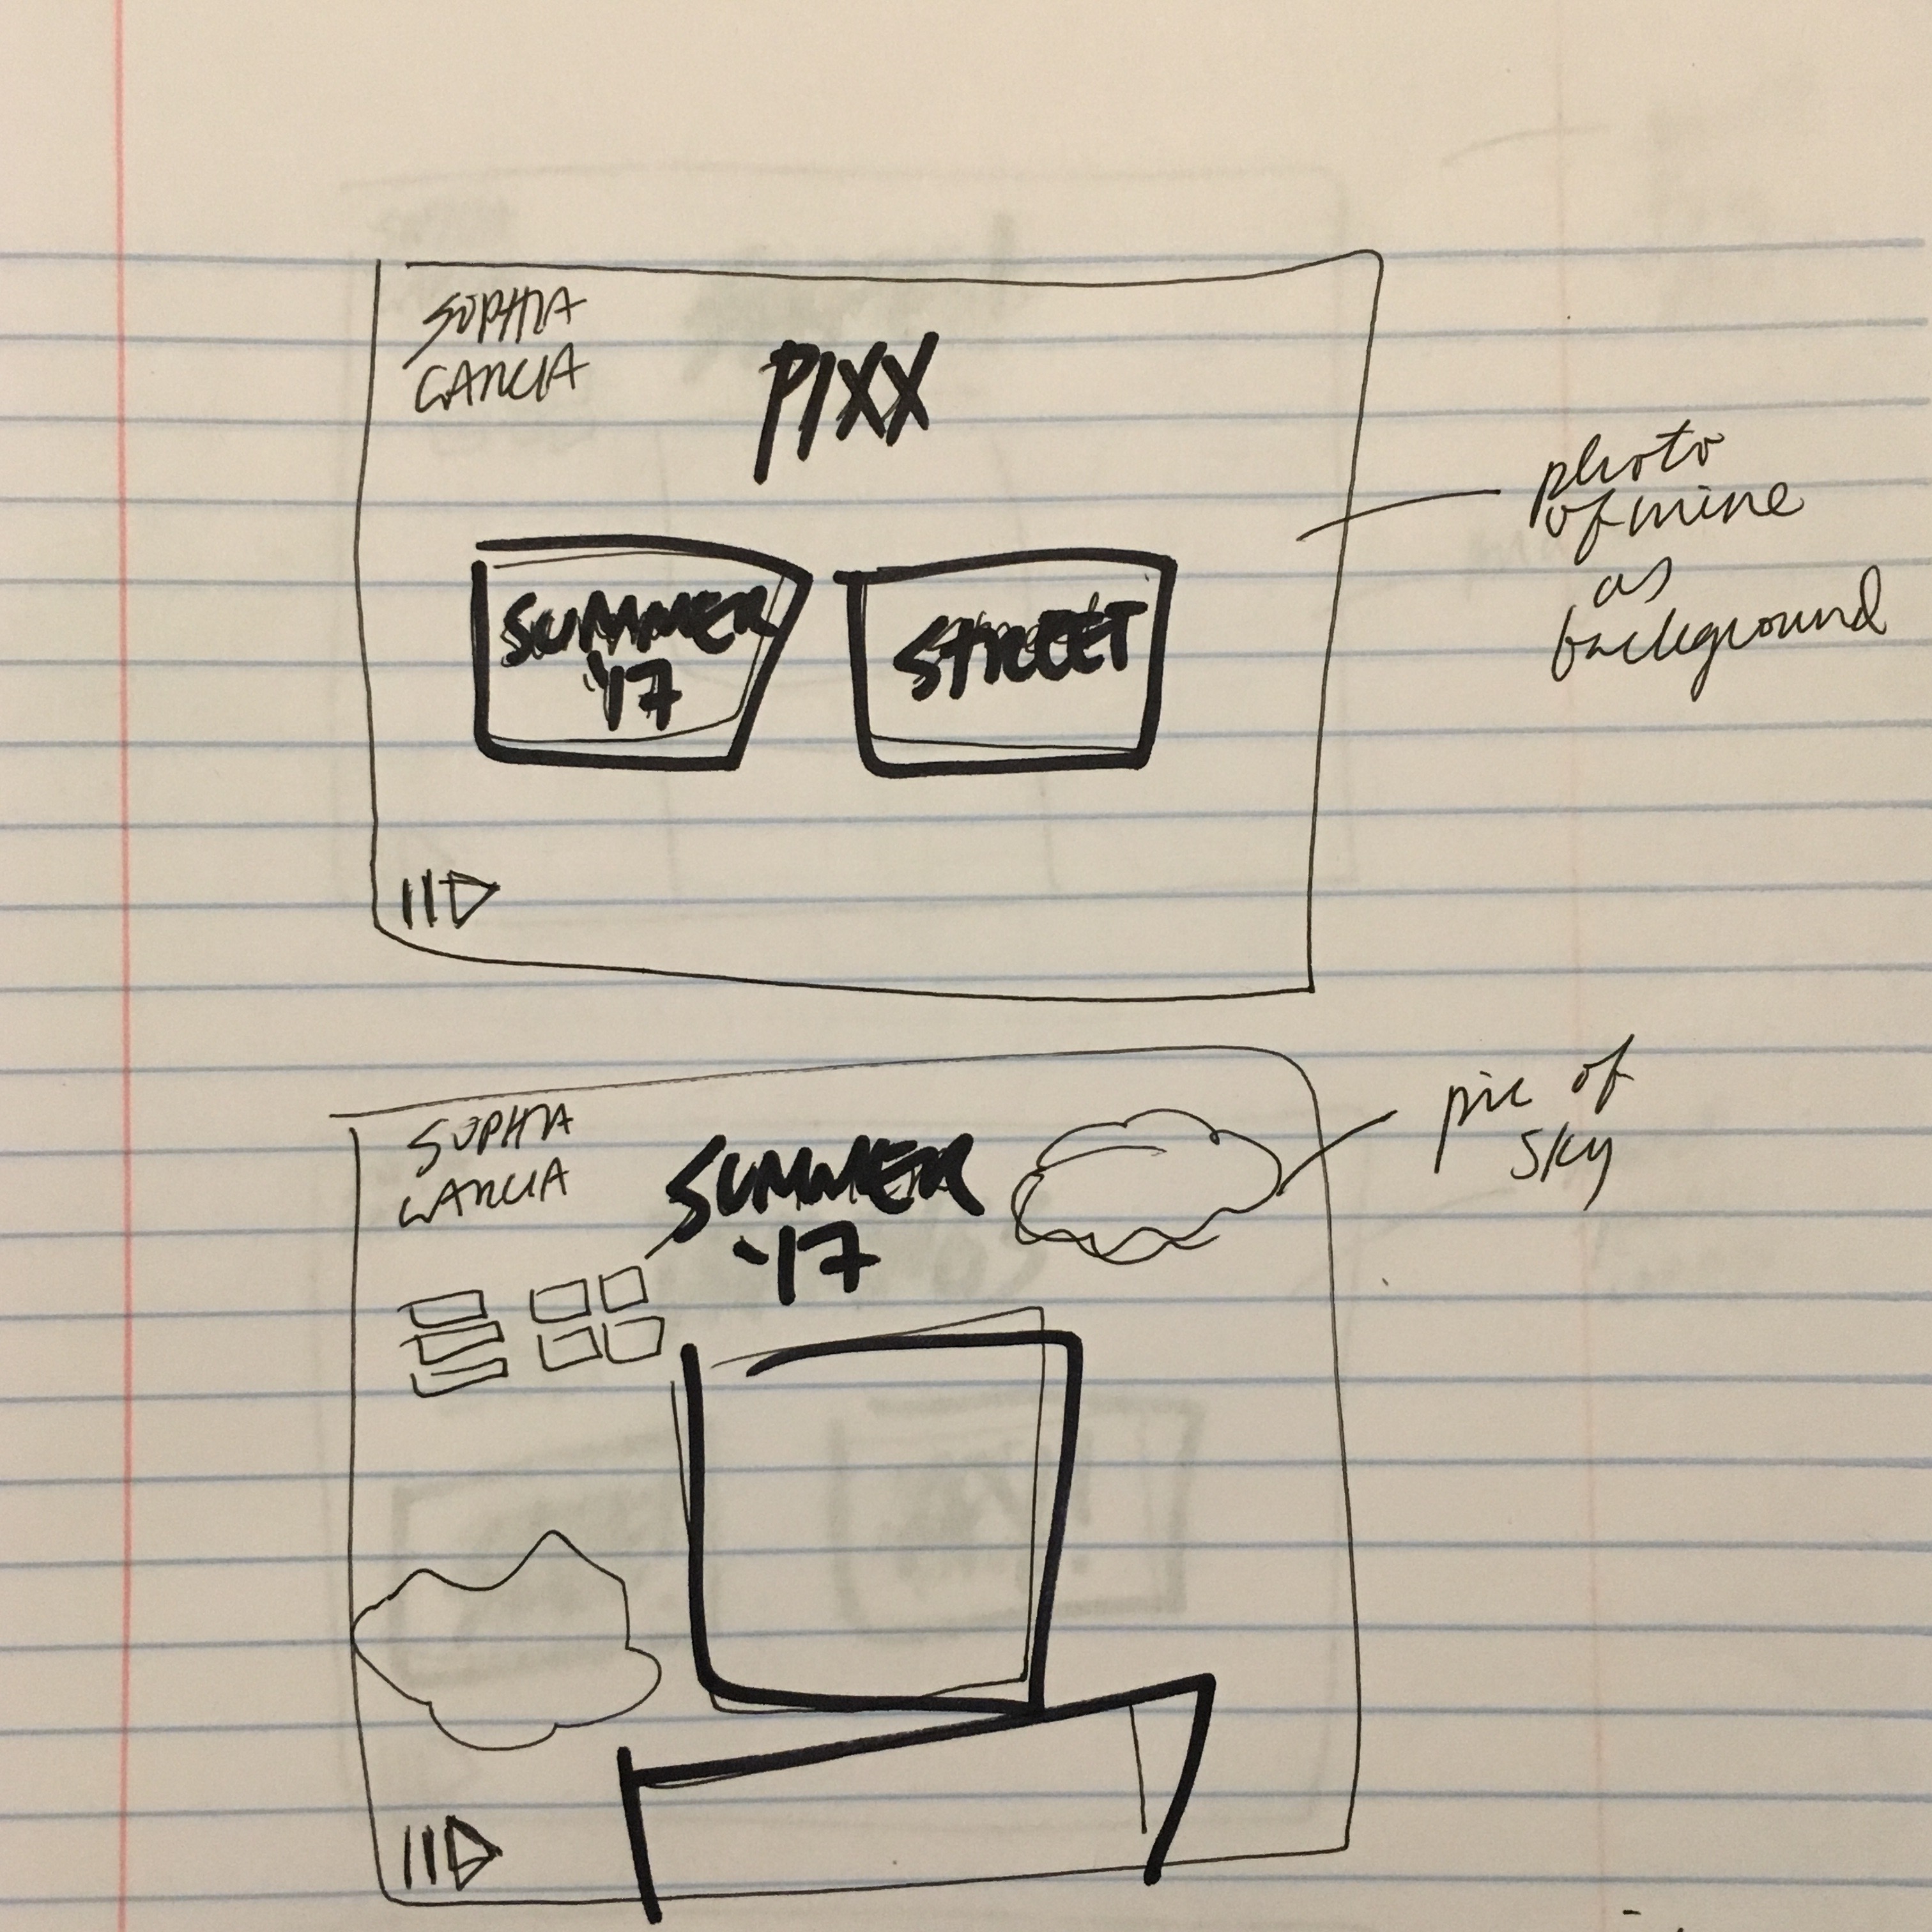 SOPHIA
GARCIA
PIXX
SUMMER
'17
STREET
photo
of mine
as
background
SOPHIA
GARCIA
SUMMER
'17
pic of
sky